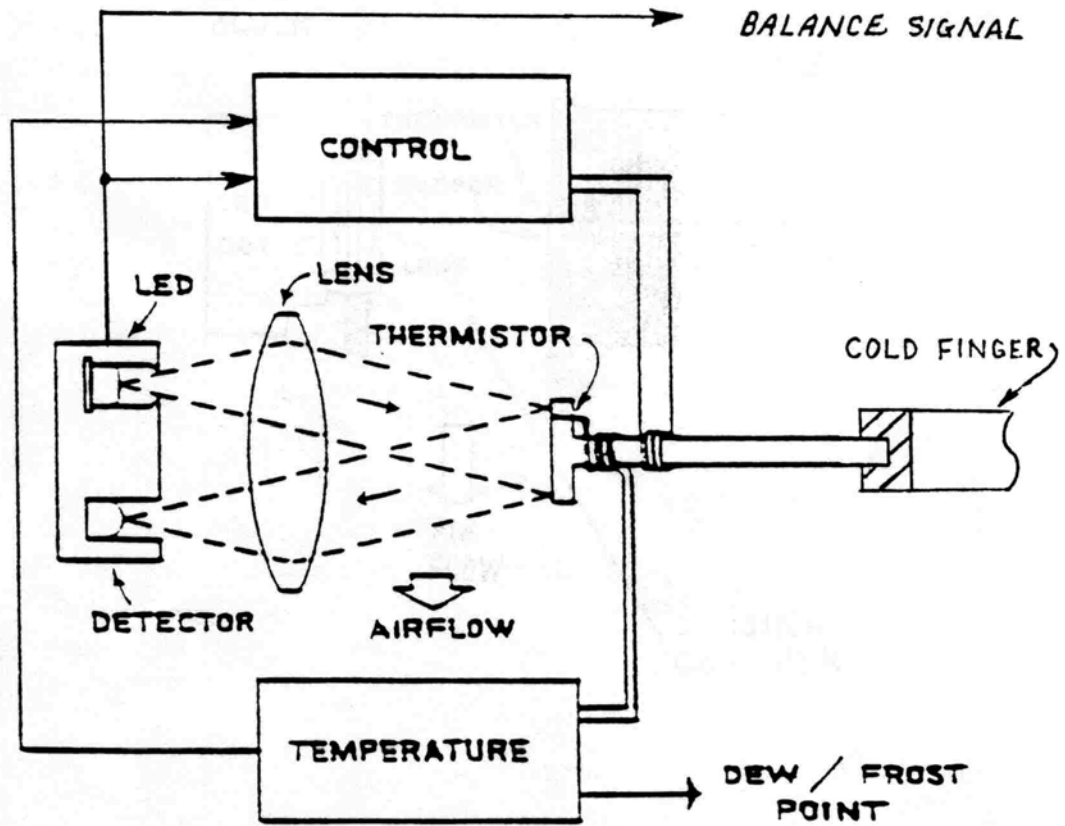 BALANCE SIGNAL
CONTROL
LENS
LED
THERMISTOR
COLD FINGER
DETECTOR
AIRFLOW
TEMPERATURE
DEW / FROST
POINT